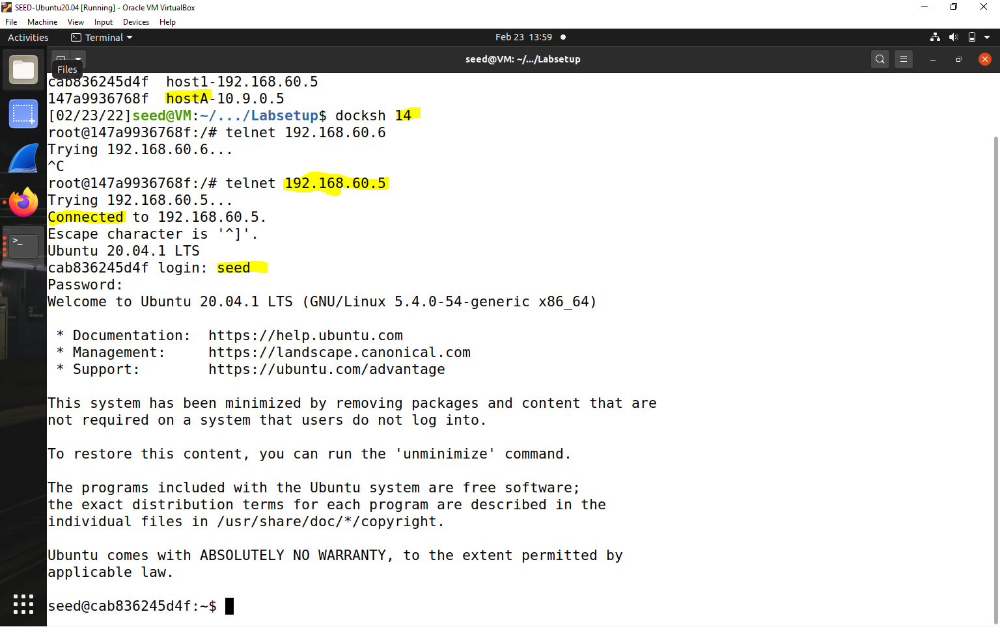 SEED-Ubuntu20.04 [Running] - Oracle VM VirtualBox
File Machine View Input Devices Help
Activities Terminal Feb 23 13:59
seed@VM: ~/.../Labsetup
Files
cab836245d4f host1-192.168.60.5
147a9936768f hostA-10.9.0.5
[02/23/22]seed@VM:~/.../Labsetup$ docksh 14
root@147a9936768f:/# telnet 192.168.60.6
Trying 192.168.60.6...
^C
root@147a9936768f:/# telnet 192.168.60.5
Trying 192.168.60.5...
Connected to 192.168.60.5.
Escape character is '^]'.
Ubuntu 20.04.1 LTS
cab836245d4f login: seed
Password:
Welcome to Ubuntu 20.04.1 LTS (GNU/Linux 5.4.0-54-generic x86_64)
* Documentation: https://help.ubuntu.com
* Management: https://landscape.canonical.com
* Support: https://ubuntu.com/advantage
This system has been minimized by removing packages and content that are
not required on a system that users do not log into.
To restore this content, you can run the 'unminimize' command.
The programs included with the Ubuntu system are free software;
the exact distribution terms for each program are described in the
individual files in /usr/share/doc/*/copyright.
Ubuntu comes with ABSOLUTELY NO WARRANTY, to the extent permitted by
applicable law.
seed@cab836245d4f:~$